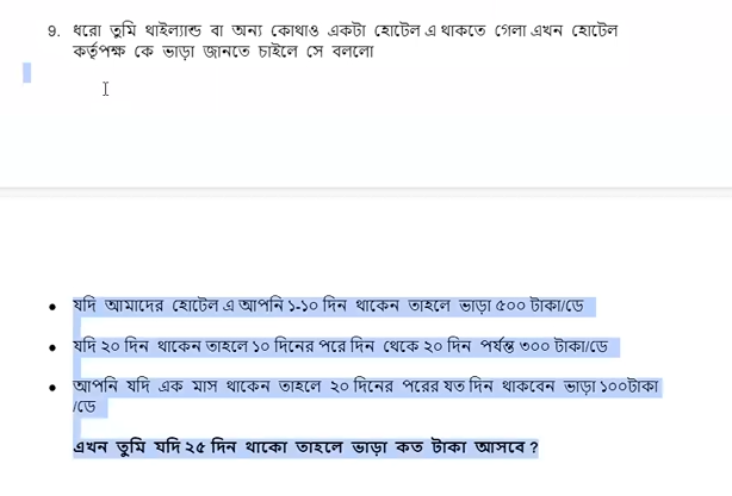 9. ধরো তুমি থাইল্যান্ড বা অন্য কোথাও একটা হোটেল এ থাকতে গেলা এখন হোটেল
কর্তৃপক্ষ কে ভাড়া জানতে চাইলে সে বললো
• যদি আমাদের হোটেল এ আপনি ১-১০ দিন থাকেন তাহলে ভাড়া ৫০০ টাকা/ডে
• যদি ২০ দিন থাকেন তাহলে ১০ দিনের পরে দিন থেকে ২০ দিন পর্যন্ত ৩০০ টাকা/ডে
• আপনি যদি এক মাস থাকেন তাহলে ২০ দিনের পরের যত দিন থাকবেন ভাড়া ১০০টাকা
/ডে
এখন তুমি যদি ২৫ দিন থাকো তাহলে ভাড়া কত টাকা আসবে ?